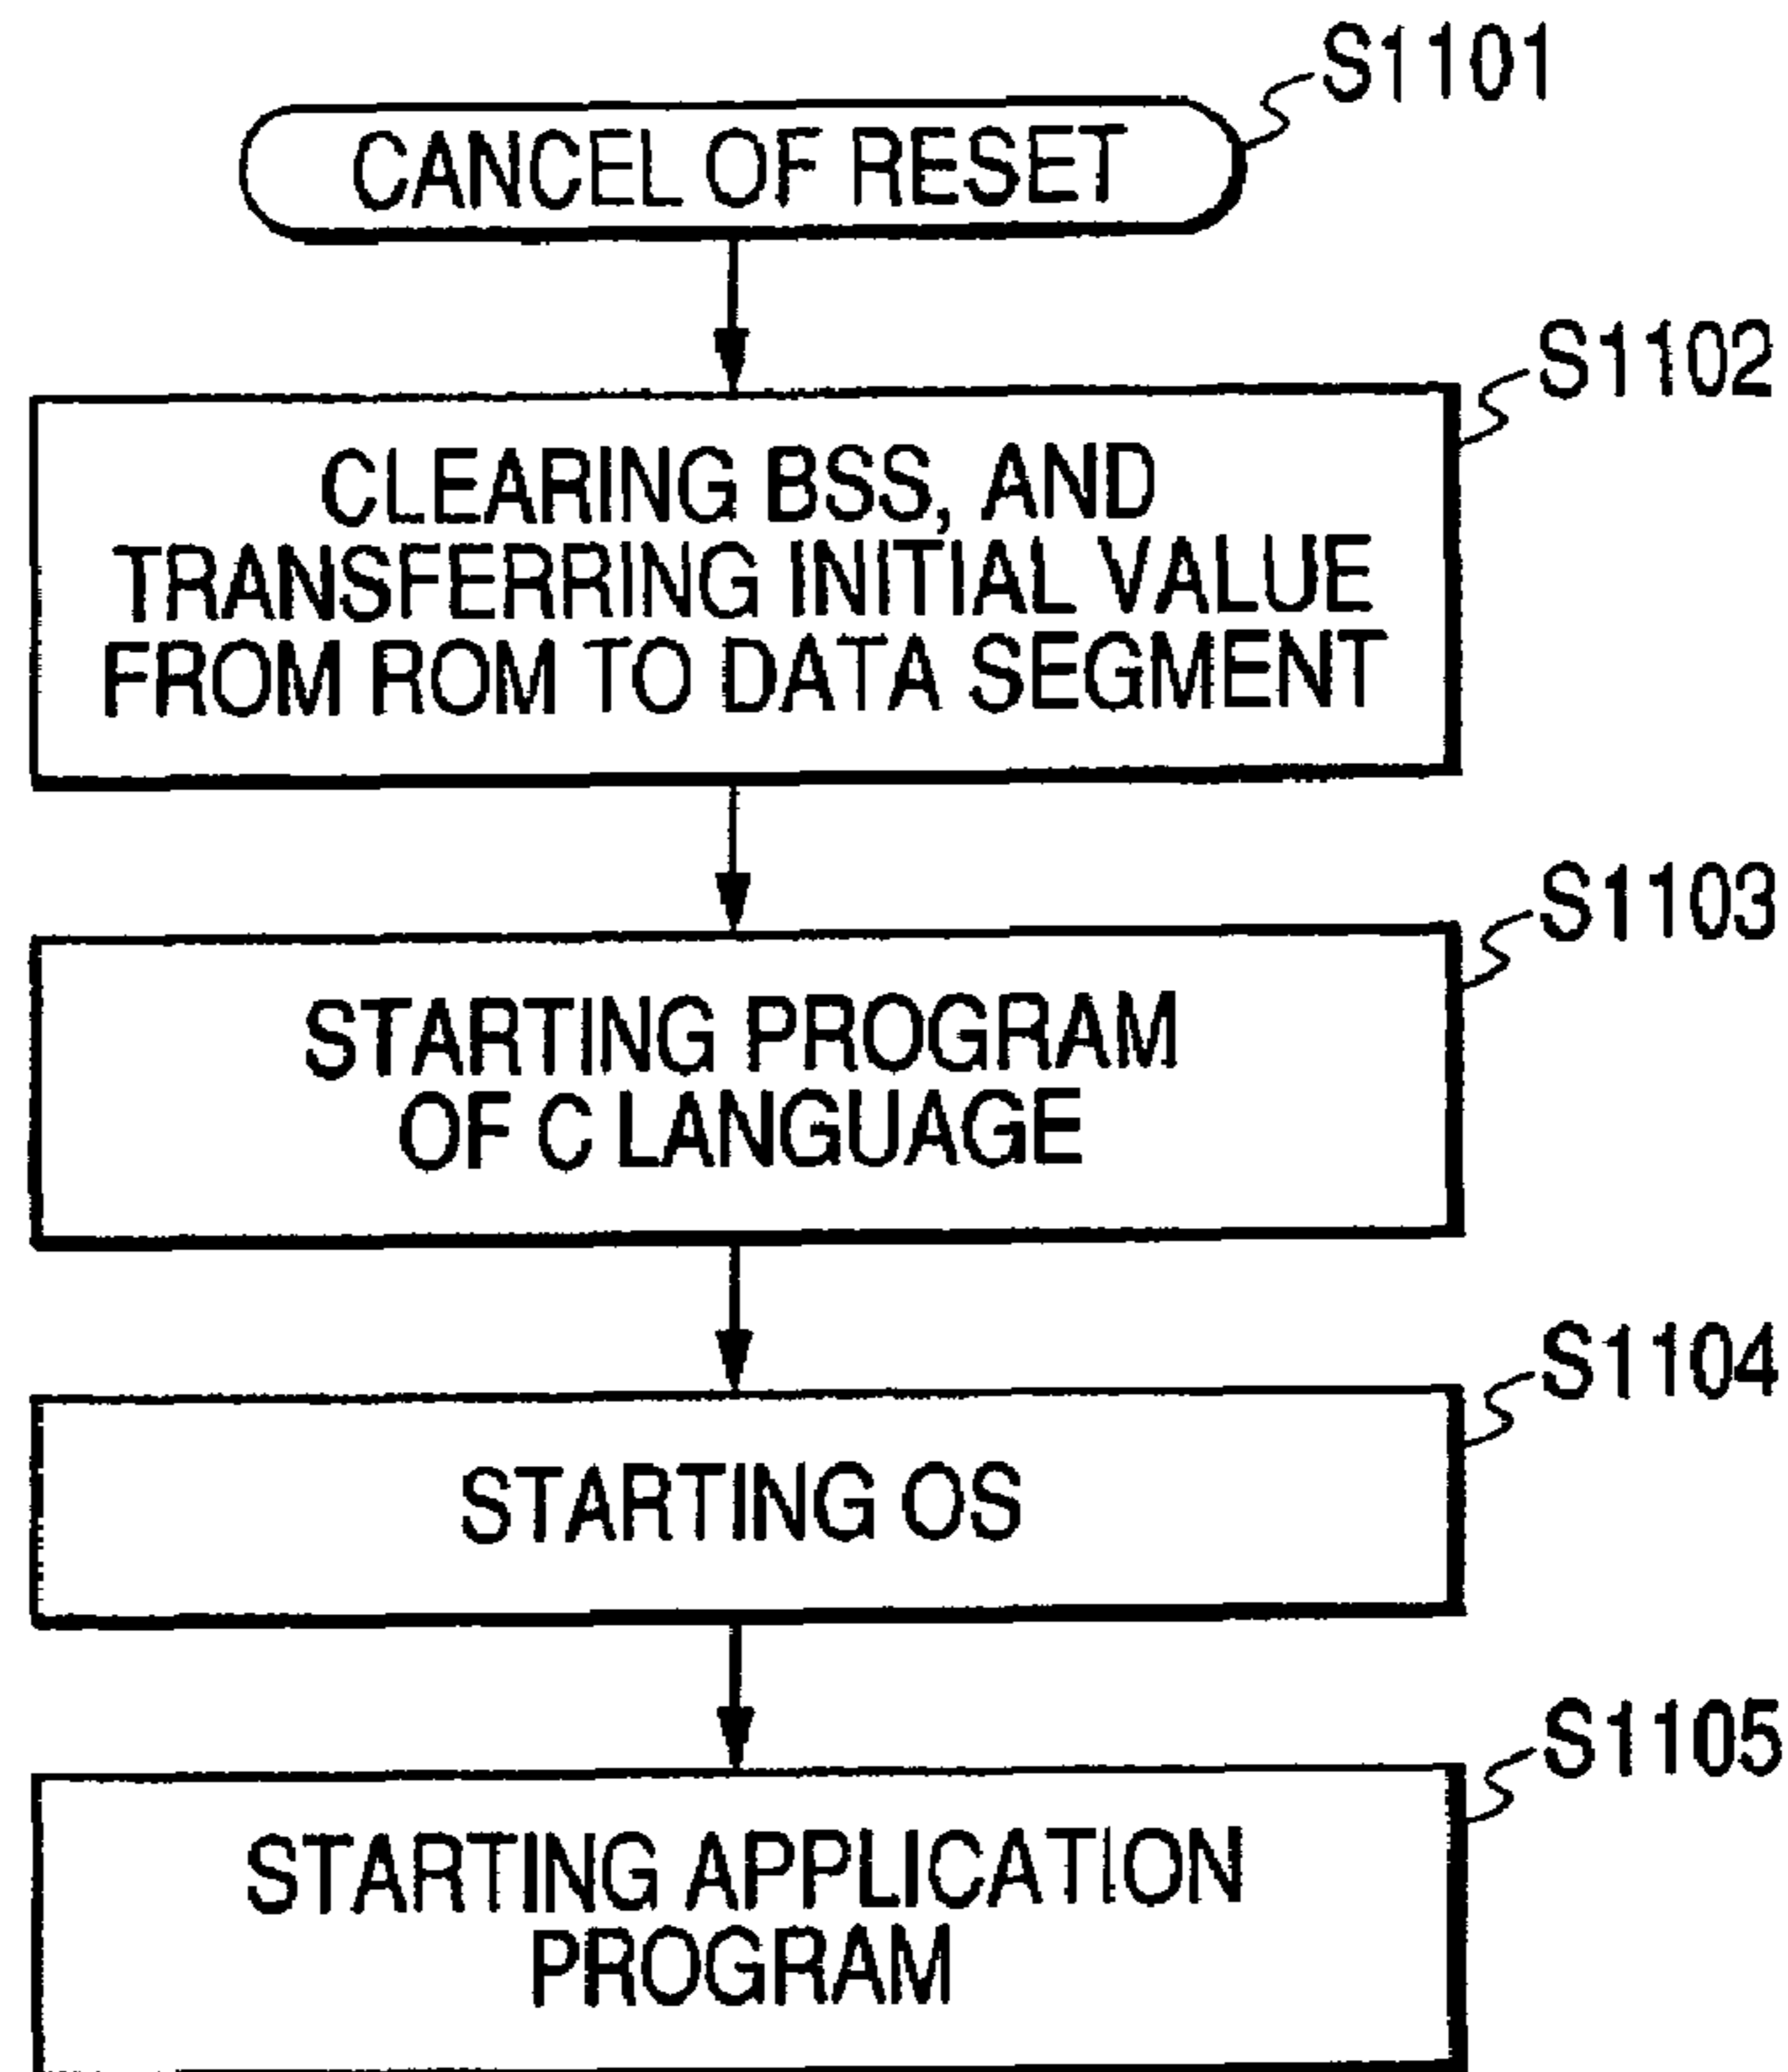 S1101
CANCEL OF RESET
S1102
CLEARING BSS, AND
TRANSFERRING INITIAL VALUE
FROM ROM TO DATA SEGMENT
S1103
STARTING PROGRAM
OF C LANGUAGE
S1104
STARTING OS
S1105
STARTING APPLICATION
PROGRAM